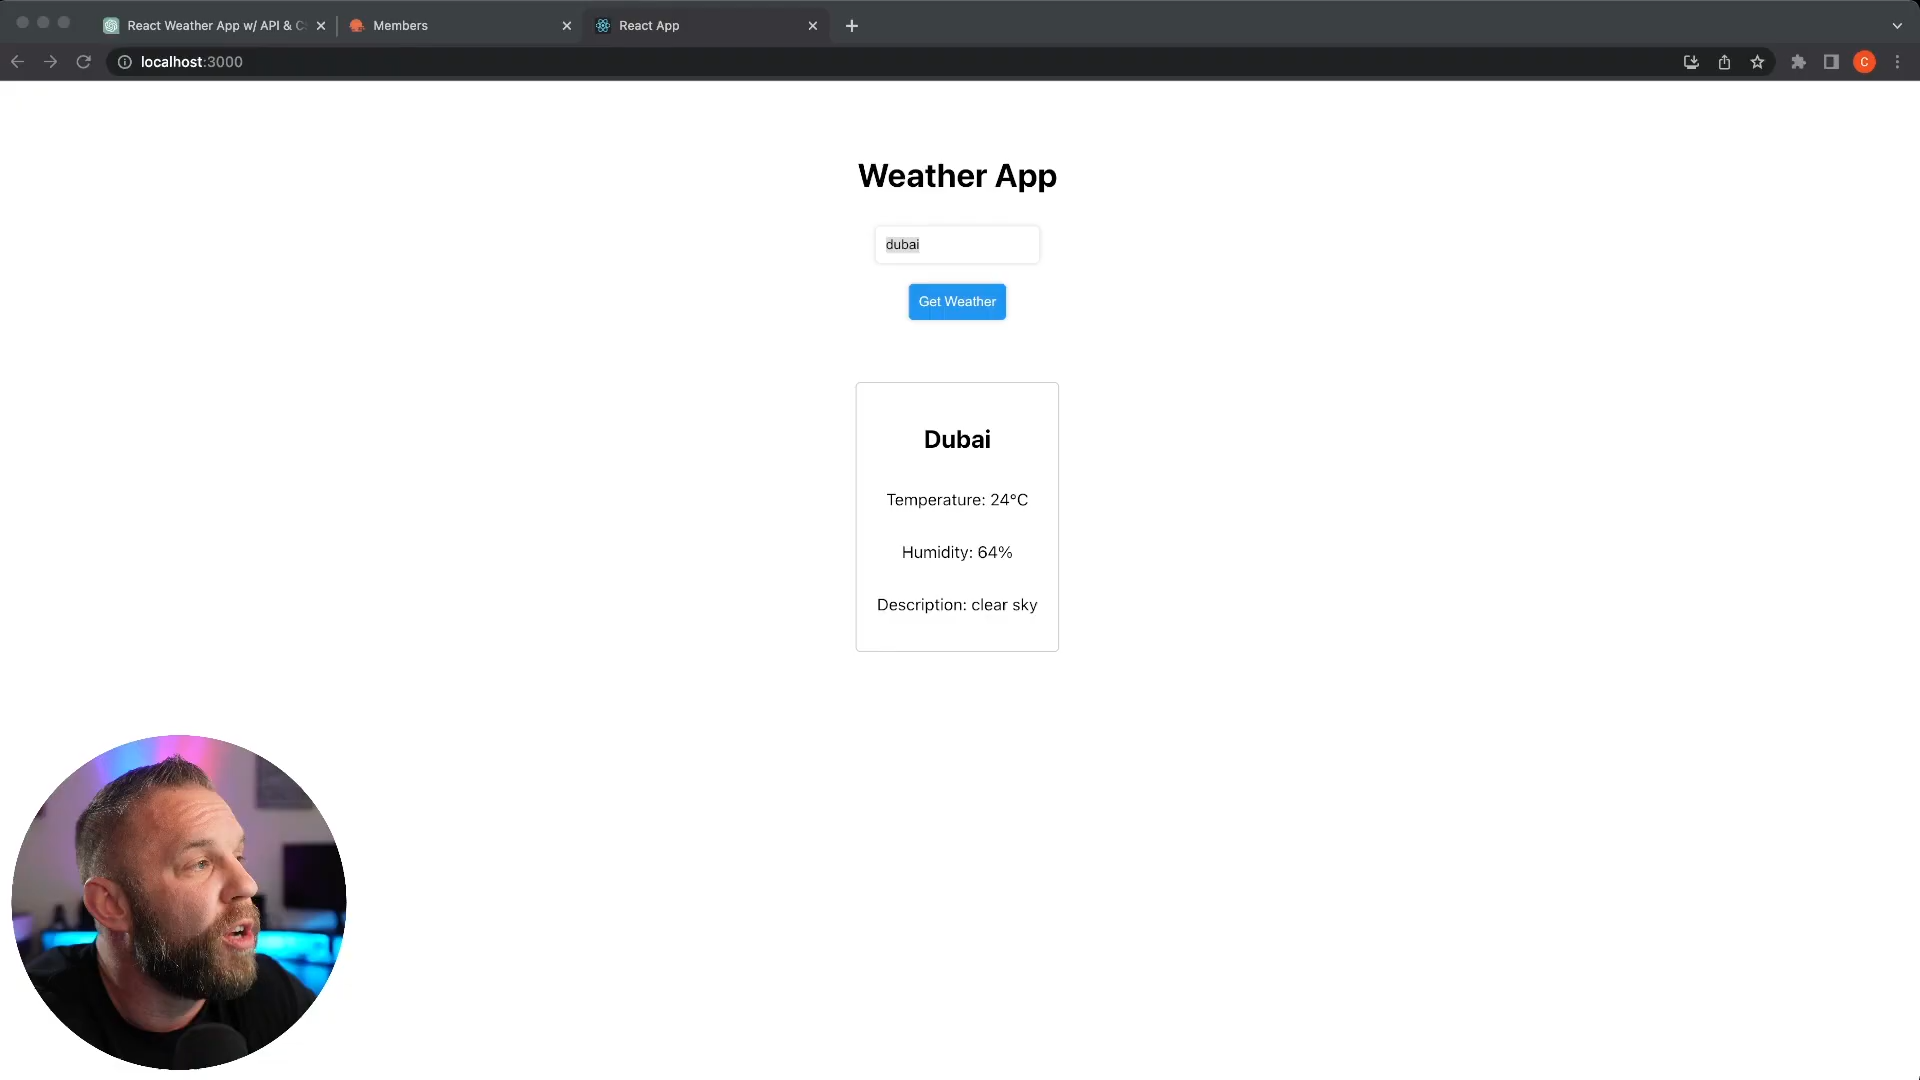 React Weather App w/ API & C
Members
React App
localhost:3000
C
Weather App
dubai
Get Weather
Dubai
Temperature: 24°C
Humidity: 64%
Description: clear sky